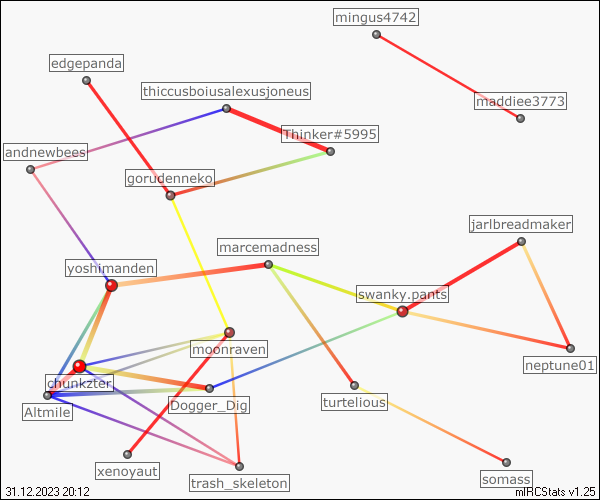 mingus4742
edgepanda
thiccusboiusalexusjoneus
maddiee3773
Thinker#5995
andnewbees
gorudenneko
jarlbreadmaker
marcemadness
yoshimanden
swanky.pants
moonraven
neptune01
chunkzter
Dogger_Dig
turtelious
Altmile
xenoyaut
trash_skeleton
somass
31.12.2023 20:12
mIRCStats v1.25